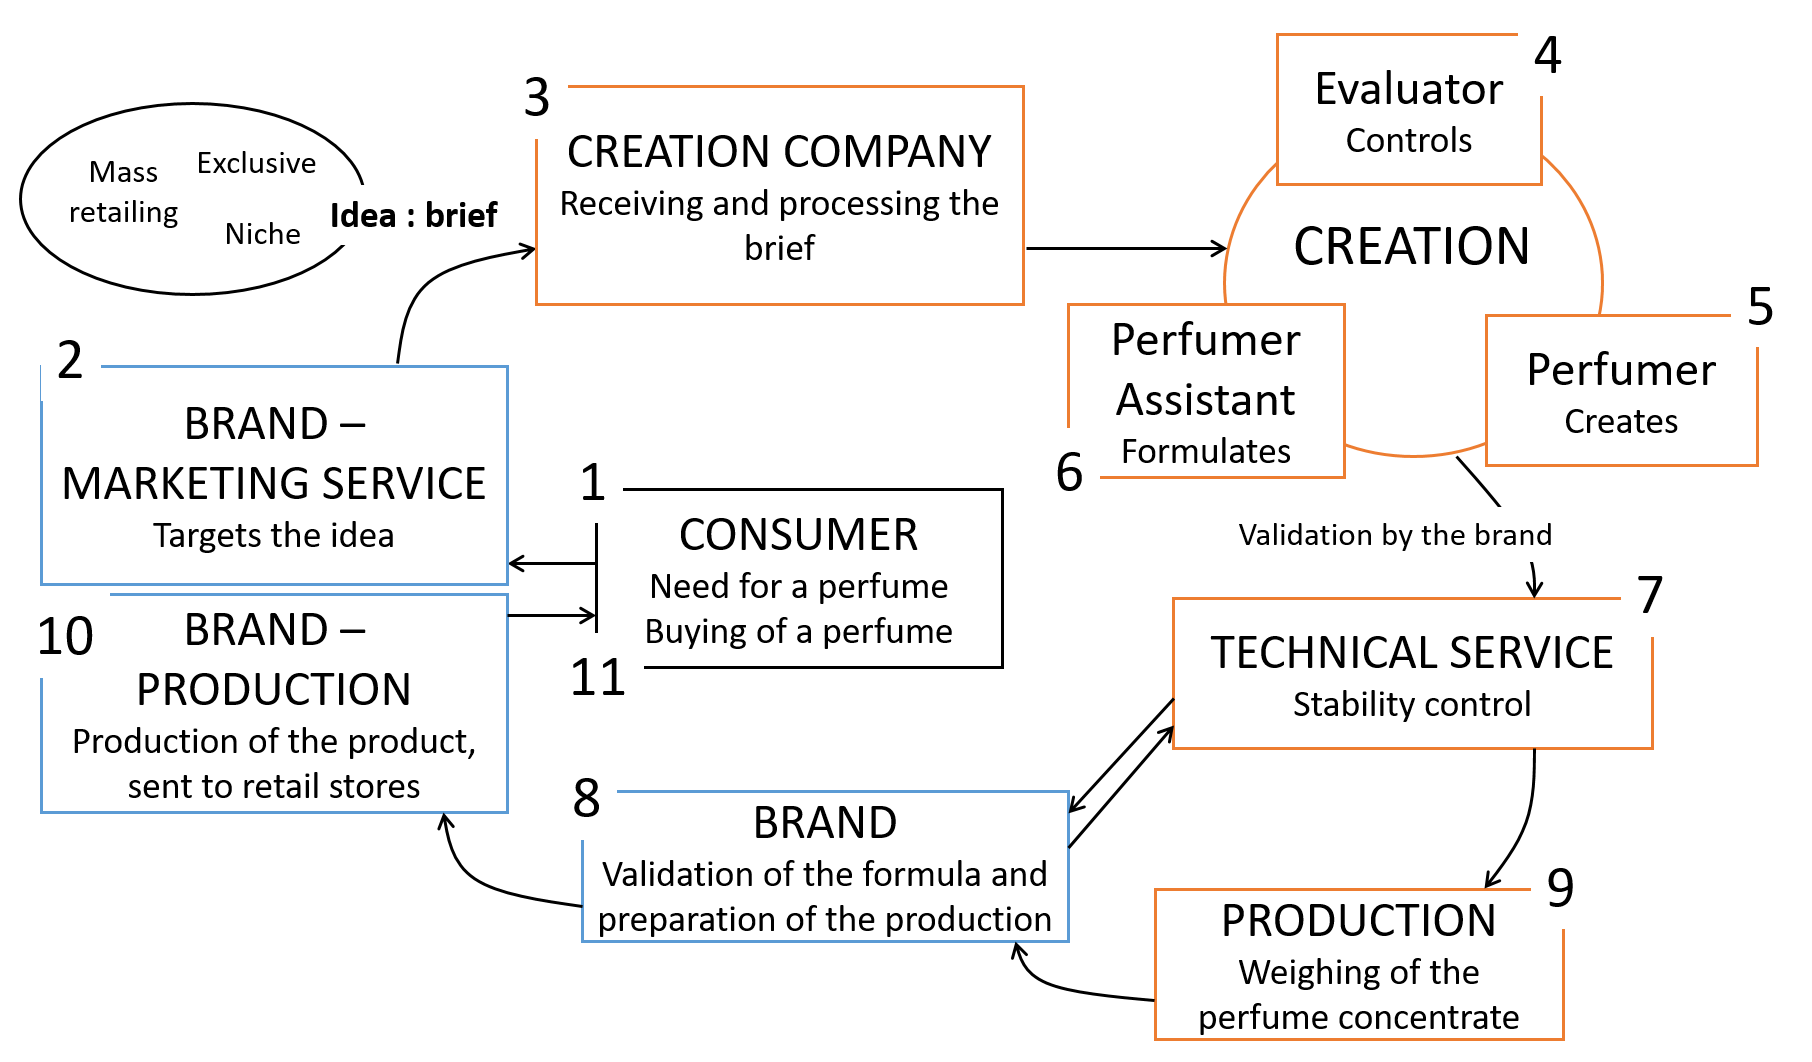 Mass
retailing
Exclusive
Niche
Idea : brief
3
CREATION COMPANY
Receiving and processing the
brief
4
Evaluator
Controls
CREATION
5
Perfumer
Creates
Perfumer
Assistant
Formulates
6
2
BRAND –
MARKETING SERVICE
Targets the idea
1
CONSUMER
Need for a perfume
Buying of a perfume
11
Validation by the brand
7
TECHNICAL SERVICE
Stability control
10
BRAND –
PRODUCTION
Production of the product,
sent to retail stores
8
BRAND
Validation of the formula and
preparation of the production
9
PRODUCTION
Weighing of the
perfume concentrate